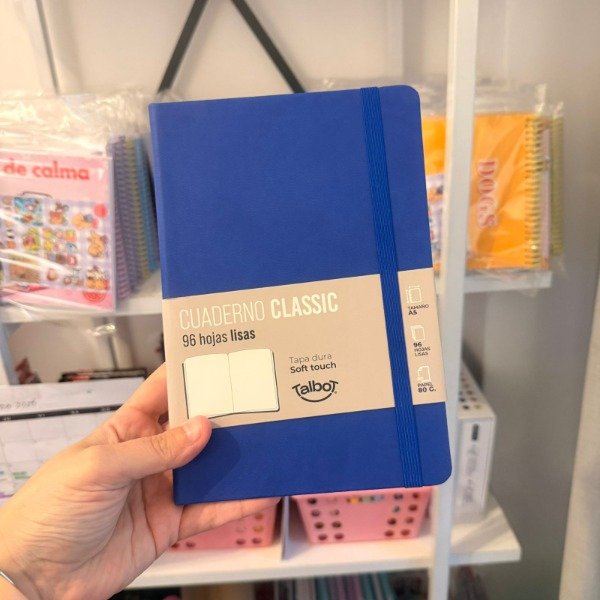 de calma
DOGS
CUADERNO CLASSIC
96 hojas lisas
Tapa dura
Soft touch
Talbot
TAMAÑO
A5
96
HOJAS
LISAS
PAPEL
80 G.